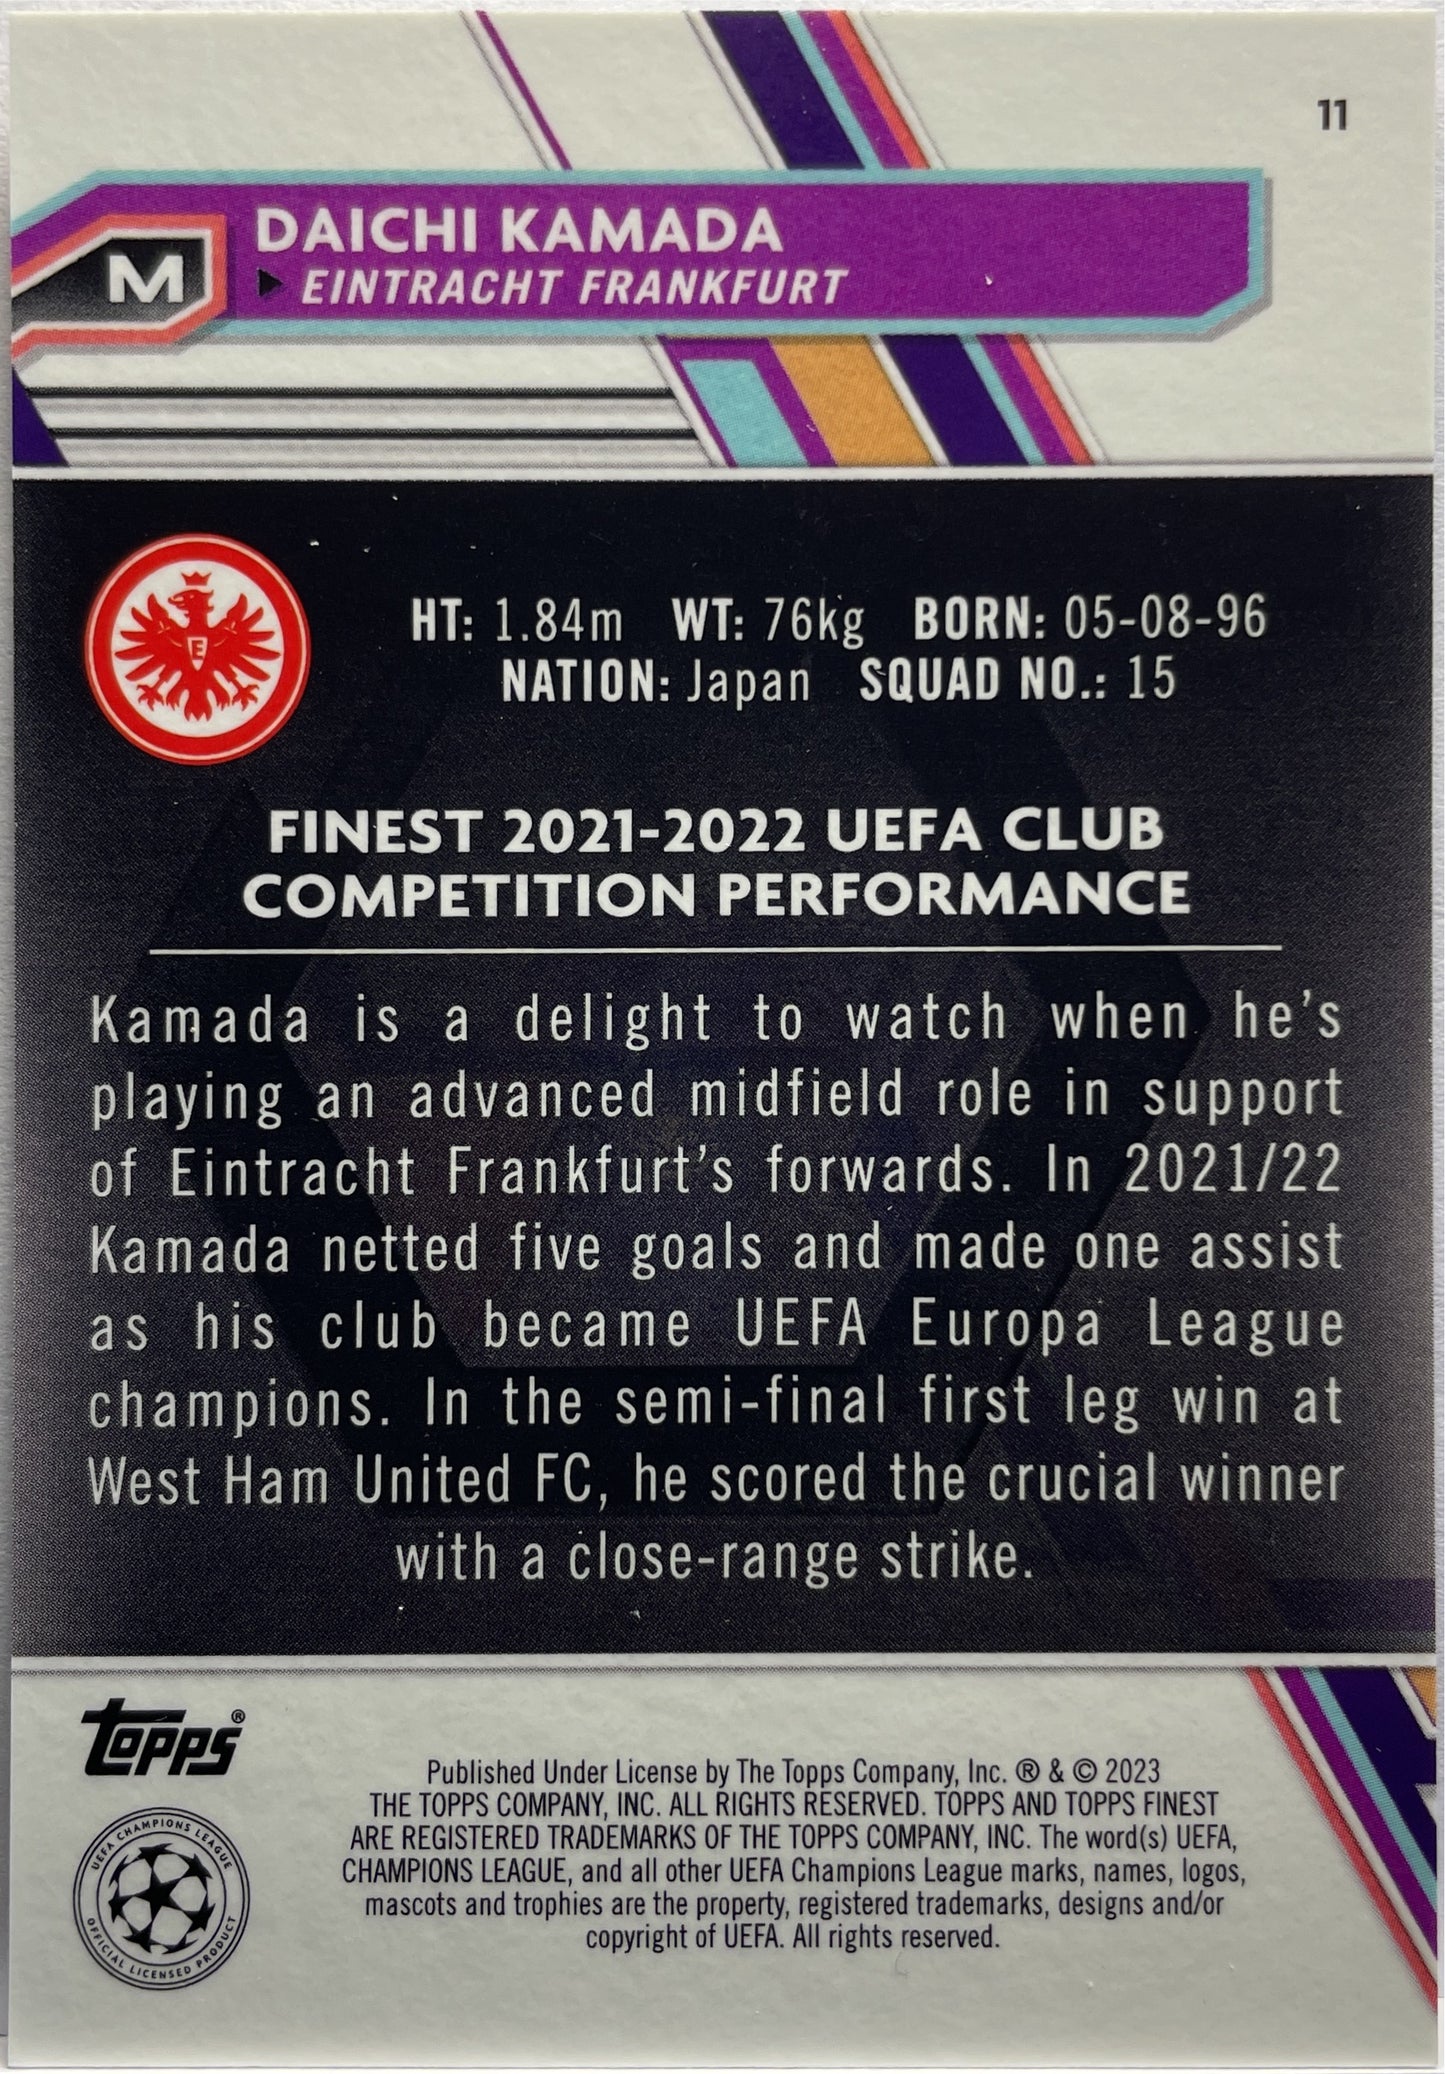 11
DAICHI KAMADA
M
EINTRACHT FRANKFURT
E
HT: 1.84m WT: 76kg BORN: 05-08-96
NATION: Japan SQUAD NO.: 15
FINEST 2021-2022 UEFA CLUB
COMPETITION PERFORMANCE
Kamada is a delight to watch when he's
playing an advanced midfield role in support
of Eintracht Frankfurt's forwards. In 2021/22
Kamada netted five goals and made one assist
as his club became UEFA Europa League
champions. In the semi-final first leg win at
West Ham United FC, he scored the crucial winner
with a close-range strike.
Topps®
Published Under License by The Topps Company, Inc. ® & © 2023
THE TOPPS COMPANY, INC. ALL RIGHTS RESERVED. TOPPS AND TOPPS FINEST
ARE REGISTERED TRADEMARKS OF THE TOPPS COMPANY, INC. The word(s) UEFA,
CHAMPIONS LEAGUE, and all other UEFA Champions League marks, names, logos,
mascots and trophies are the property, registered trademarks, designs and/or
copyright of UEFA. All rights reserved.
UEFA CHAMPIONS LEAGUE
OFFICIAL LICENSED PRODUCT